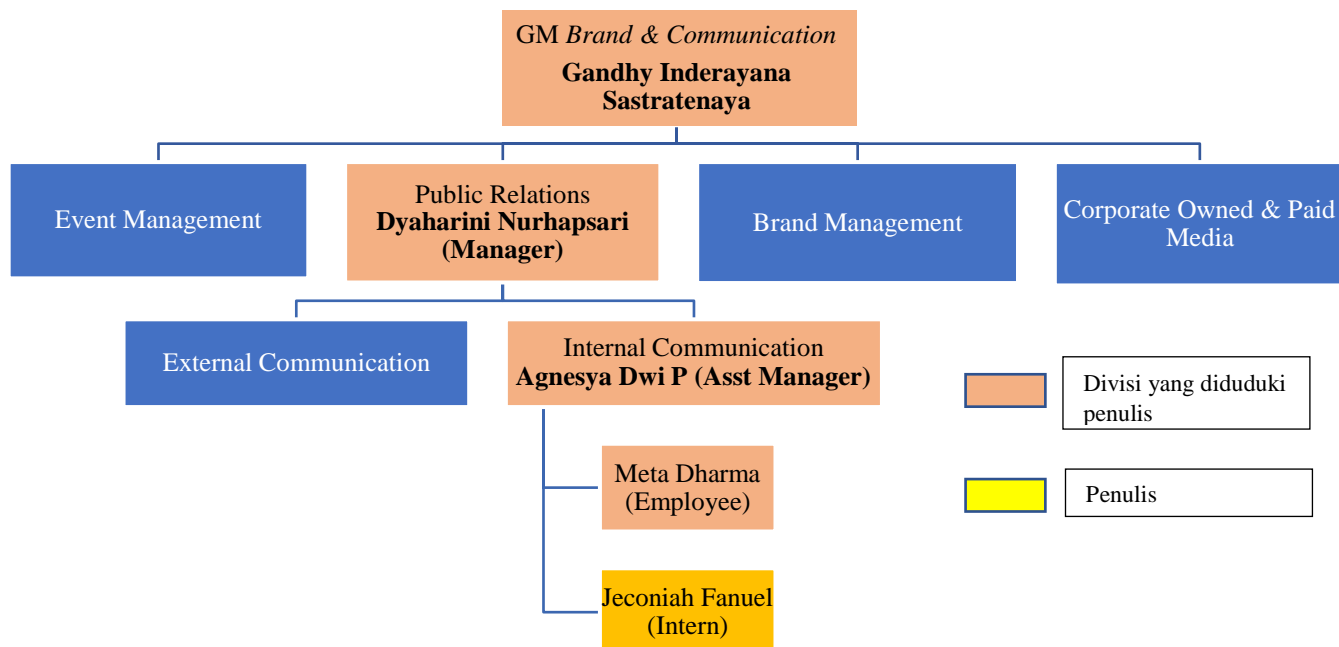 GM Brand & Communication
Gandhy Inderayana
Sastratenaya
Event Management
Public Relations
Dyaharini Nurhapsari
(Manager)
Brand Management
Corporate Owned & Paid
Media
External Communication
Internal Communication
Agnesya Dwi P (Asst Manager)
Divisi yang diduduki
penulis
Meta Dharma
(Employee)
Penulis
Jeconiah Fanuel
(Intern)